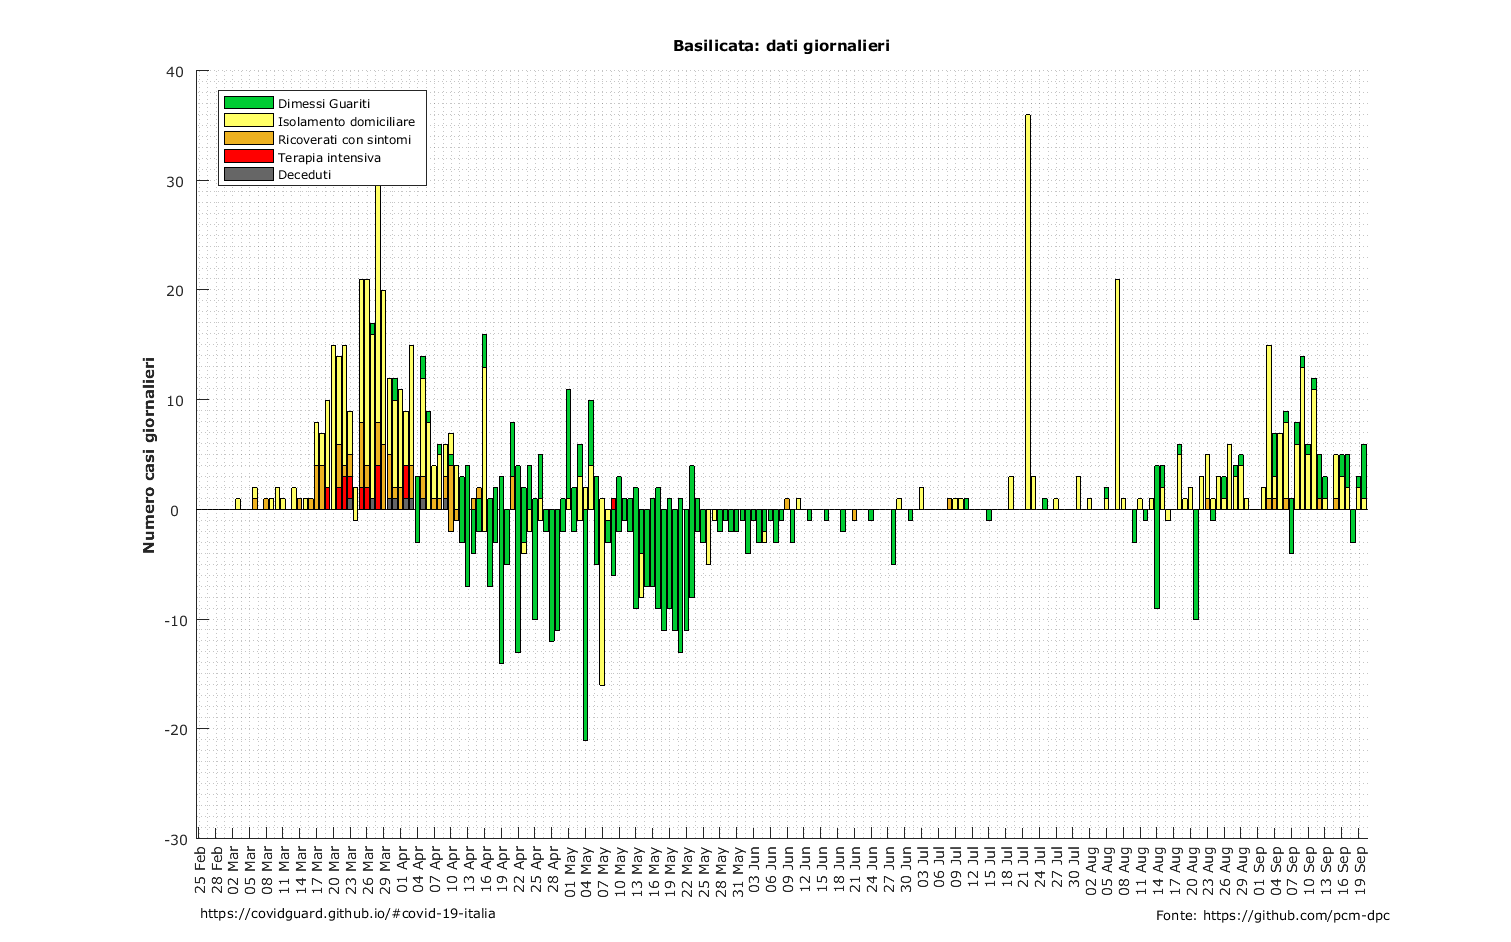 Basilicata: dati giornalieri
Numero casi giornalieri
40
30
20
10
0
-10
-20
-30
Dimessi Guariti
Isolamento domiciliare
Ricoverati con sintomi
Terapia intensiva
Deceduti
25 Feb
28 Feb
02 Mar
05 Mar
08 Mar
11 Mar
14 Mar
17 Mar
20 Mar
23 Mar
26 Mar
29 Mar
01 Apr
04 Apr
07 Apr
10 Apr
13 Apr
16 Apr
19 Apr
22 Apr
25 Apr
28 Apr
01 May
04 May
07 May
10 May
13 May
16 May
19 May
22 May
25 May
28 May
31 May
03 Jun
06 Jun
09 Jun
12 Jun
15 Jun
18 Jun
21 Jun
24 Jun
27 Jun
30 Jun
03 Jul
06 Jul
09 Jul
12 Jul
15 Jul
18 Jul
21 Jul
24 Jul
27 Jul
30 Jul
02 Aug
05 Aug
08 Aug
11 Aug
14 Aug
17 Aug
20 Aug
23 Aug
26 Aug
29 Aug
01 Sep
04 Sep
07 Sep
10 Sep
13 Sep
16 Sep
19 Sep
https://covidguard.github.io/#covid-19-italia
Fonte: https://github.com/pcm-dpc